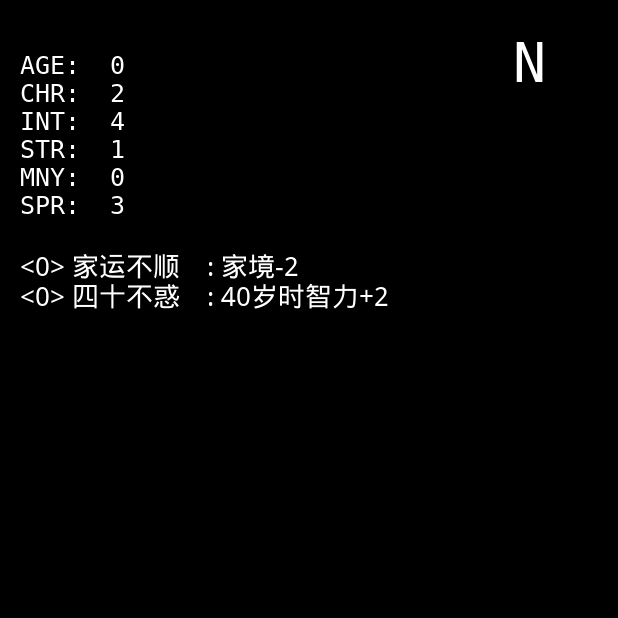 N
AGE: 0
CHR: 2
INT: 4
STR: 1
MNY: 0
SPR: 3
<0> 家运不顺 : 家境-2
<0> 四十不惑 : 40岁时智力+2